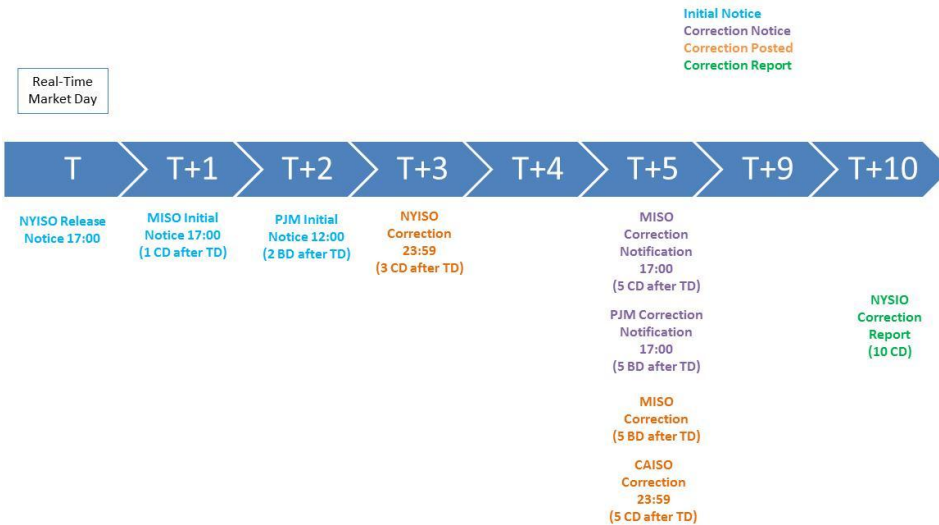 Initial Notice
Correction Notice
Correction Posted
Correction Report
Real-Time
Market Day
T
T+1
T+2
T+3
T+4
T+5
T+9
T+10
NYISO Release
Notice 17:00
MISO Initial
Notice 17:00
(1 CD after TD)
PJM Initial
Notice 12:00
(2 BD after TD)
NYISO
Correction
23:59
(3 CD after TD)
MISO
Correction
Notification
17:00
(5 CD after TD)
PJM Correction
Notification
17:00
(5 BD after TD)
MISO
Correction
(5 BD after TD)
CAISO
Correction
23:59
(5 CD after TD)
NYSIO
Correction
Report
(10 CD)